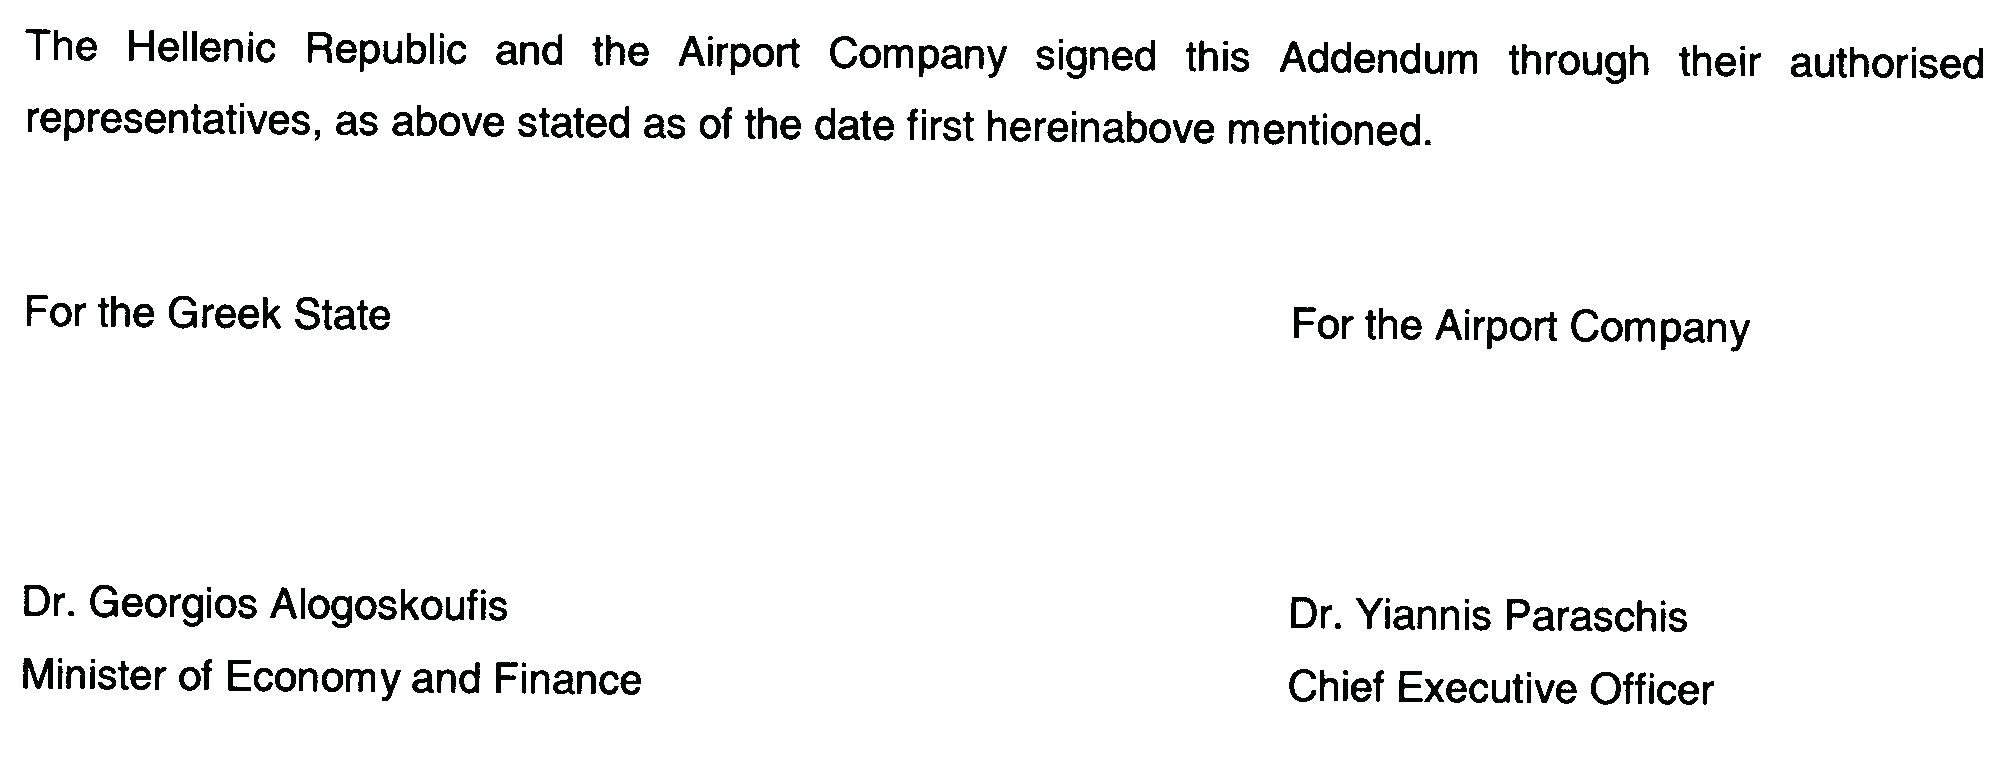 The Hellenic Republic and the Airport Company signed this Addendum through their authorised
representatives, as above stated as of the date first hereinabove mentioned.
For the Greek State
For the Airport Company
Dr. Georgios Alogoskoufis
Minister of Economy and Finance
Dr. Yiannis Paraschis
Chief Executive Officer